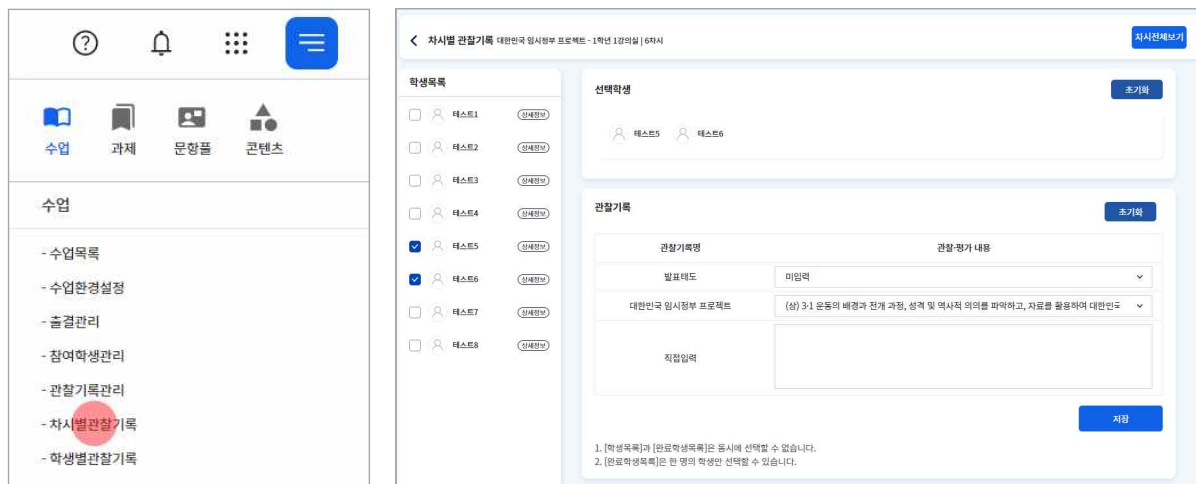 수업
과제
문항풀
콘텐츠
수업
- 수업목록
- 수업환경설정
- 출결관리
- 참여학생관리
- 관찰기록관리
- 차시별관찰기록
- 학생별관찰기록
차시별 관찰기록 대한민국 임시정부 프로젝트 - 1학년 1강의실 | 6차시
차시전체보기
학생목록
테스트1 상세정보
테스트2 상세정보
테스트3 상세정보
테스트4 상세정보
테스트5 상세정보
테스트6 상세정보
테스트7 상세정보
테스트8 상세정보
선택학생
초기화
테스트5 테스트6
관찰기록
초기화
관찰기록명 관찰·평가 내용
발표태도 미입력
대한민국 임시정부 프로젝트 (상) 3·1 운동의 배경과 전개 과정, 성격 및 역사적 의의를 파악하고, 자료를 활용하여 대한민국
직접입력
저장
1. [학생목록]과 [완료학생목록]은 동시에 선택할 수 없습니다.
2. [완료학생목록]은 한 명의 학생만 선택할 수 있습니다.